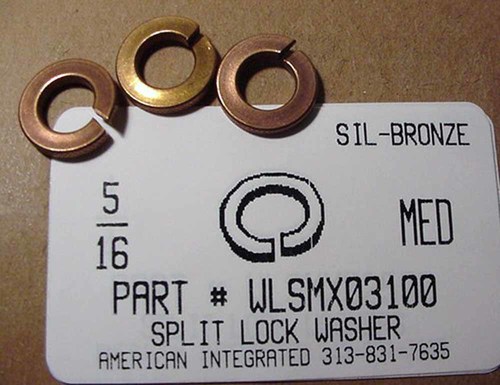 SIL-BRONZE
5/16
MED
PART # WLSMX03100
SPLIT LOCK WASHER
AMERICAN INTEGRATED 313-831-7635